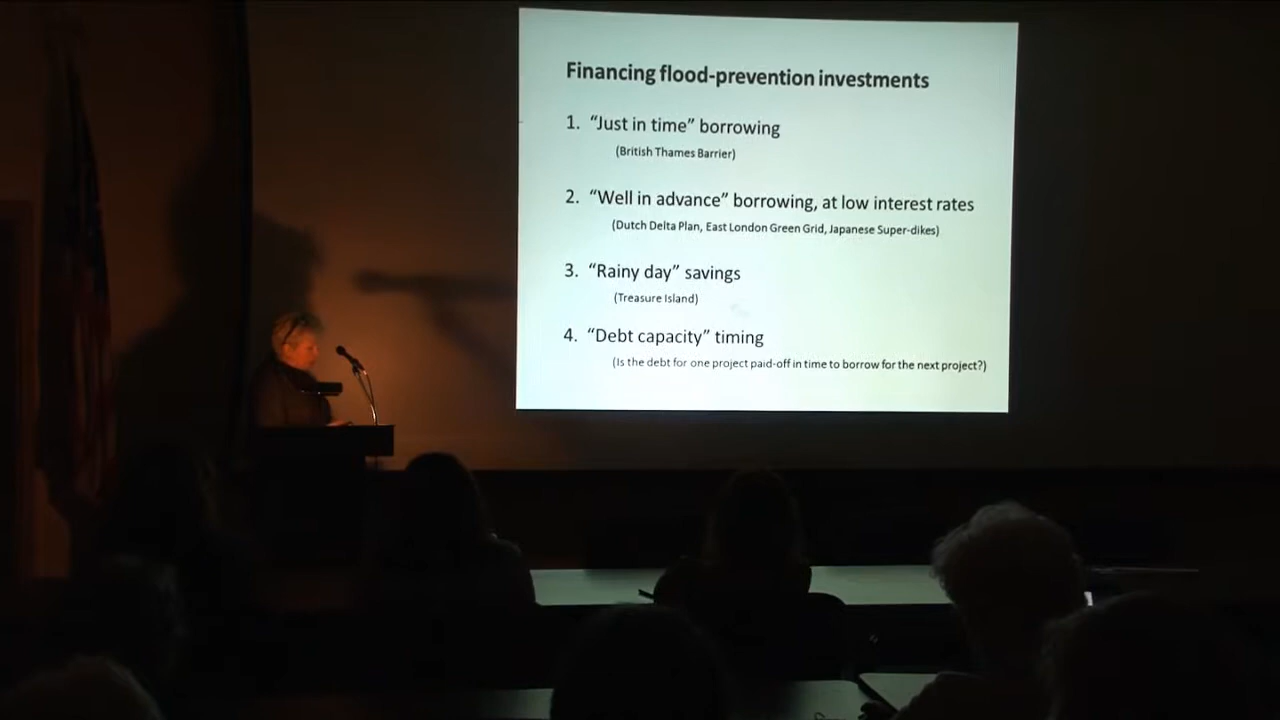 Financing flood-prevention investments
1. “Just in time” borrowing
(British Thames Barrier)
2. “Well in advance” borrowing, at low interest rates
(Dutch Delta Plan, East London Green Grid, Japanese Super-dikes)
3. “Rainy day” savings
(Treasure Island)
4. “Debt capacity” timing
(Is the debt for one project paid-off in time to borrow for the next project?)